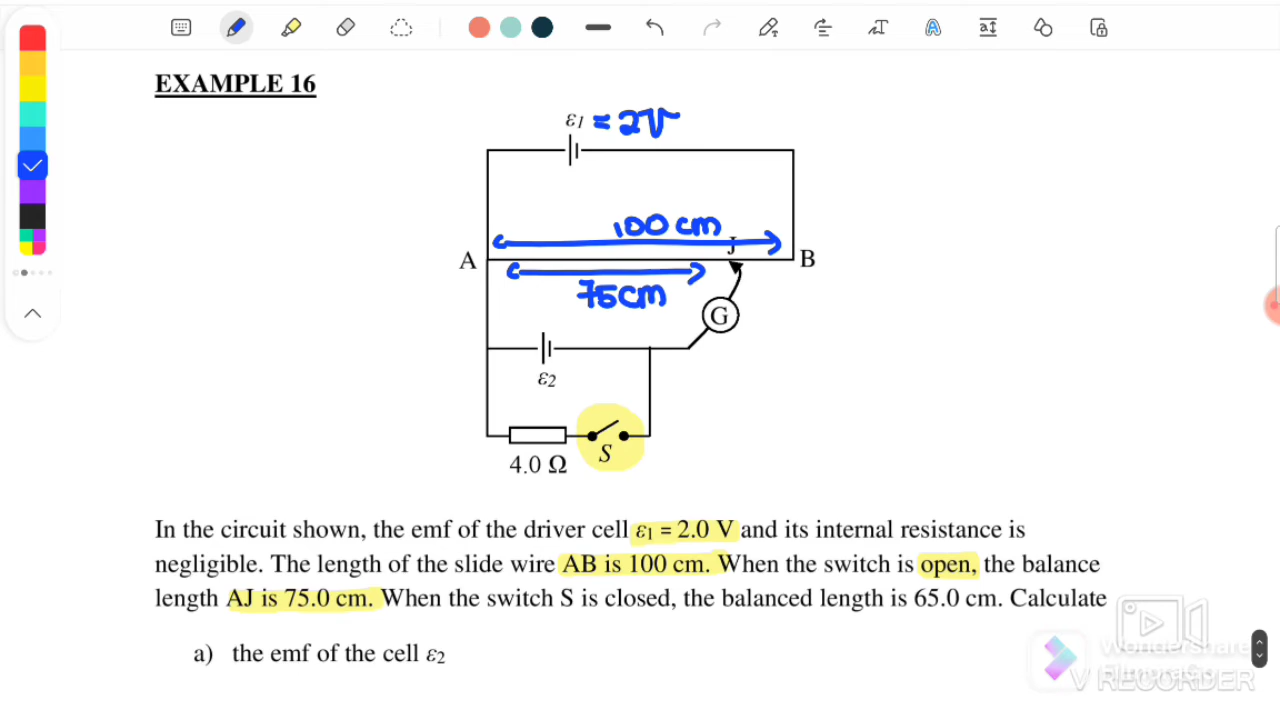 EXAMPLE 16
ε1 = 2V
100 cm
J
A
B
75cm
G
ε2
S
4.0 Ω
In the circuit shown, the emf of the driver cell ε1 = 2.0 V and its internal resistance is
negligible. The length of the slide wire AB is 100 cm. When the switch is open, the balance
length AJ is 75.0 cm. When the switch S is closed, the balanced length is 65.0 cm. Calculate
a) the emf of the cell ε2
Wondershare
FilmoraGo
V RECORDER